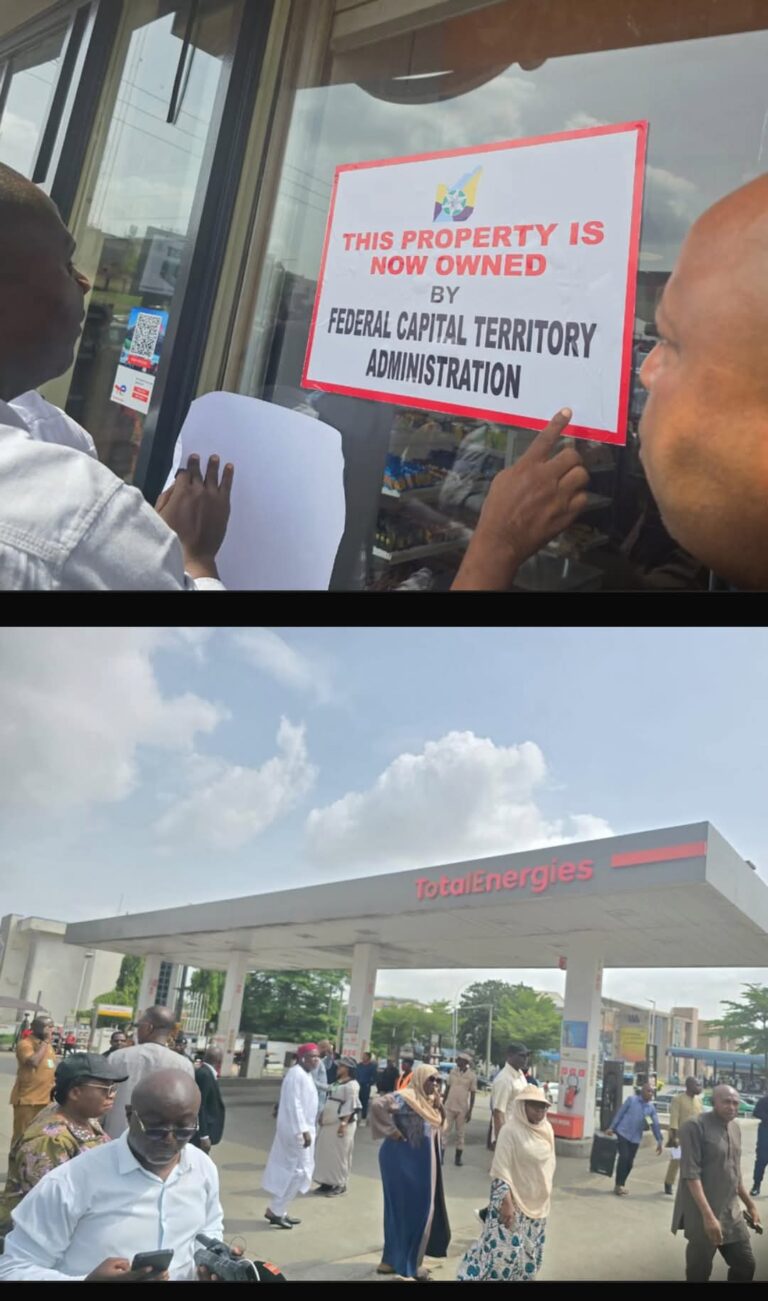 THIS PROPERTY IS
NOW OWNED
BY
FEDERAL CAPITAL TERRITORY
ADMINISTRATION
TotalEnergies